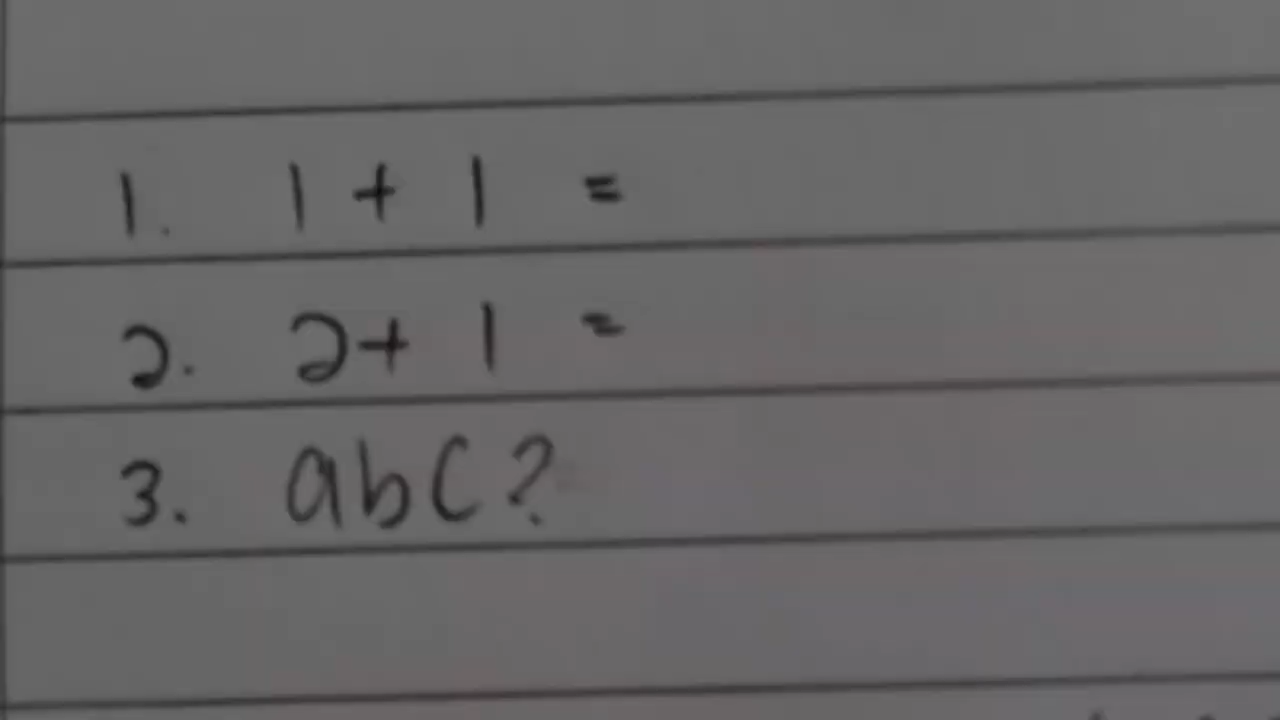 1. 1 + 1 =
2. 2 + 1 =
3. abc?